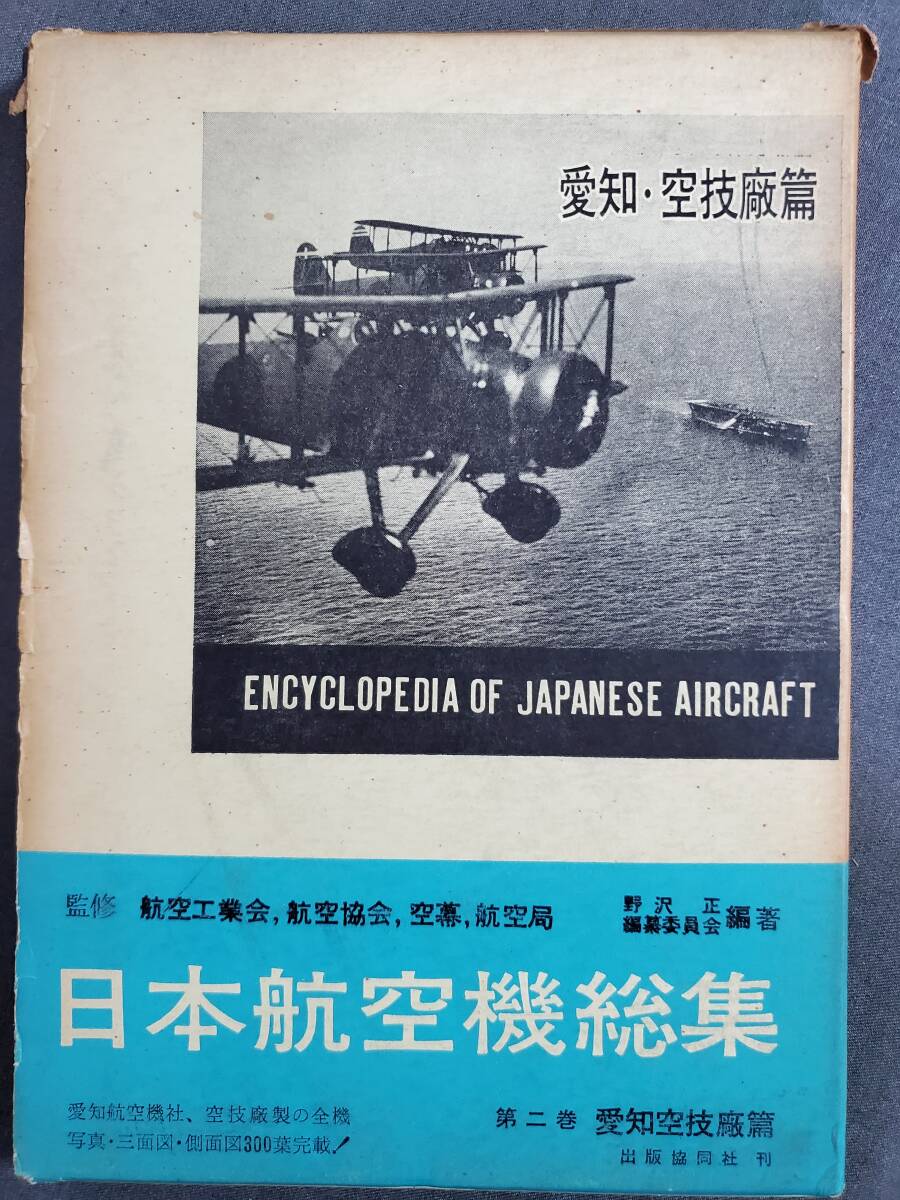 愛知・空技廠篇
ENCYCLOPEDIA OF JAPANESE AIRCRAFT
監修 航空工業会,航空協会,空幕,航空局
野沢 正
編纂委員会 編著
日本航空機総集
愛知航空機社、空技廠製の全機
写真・三面図・側面図300葉完載!
第二巻 愛知空技廠篇
出版協同社 刊